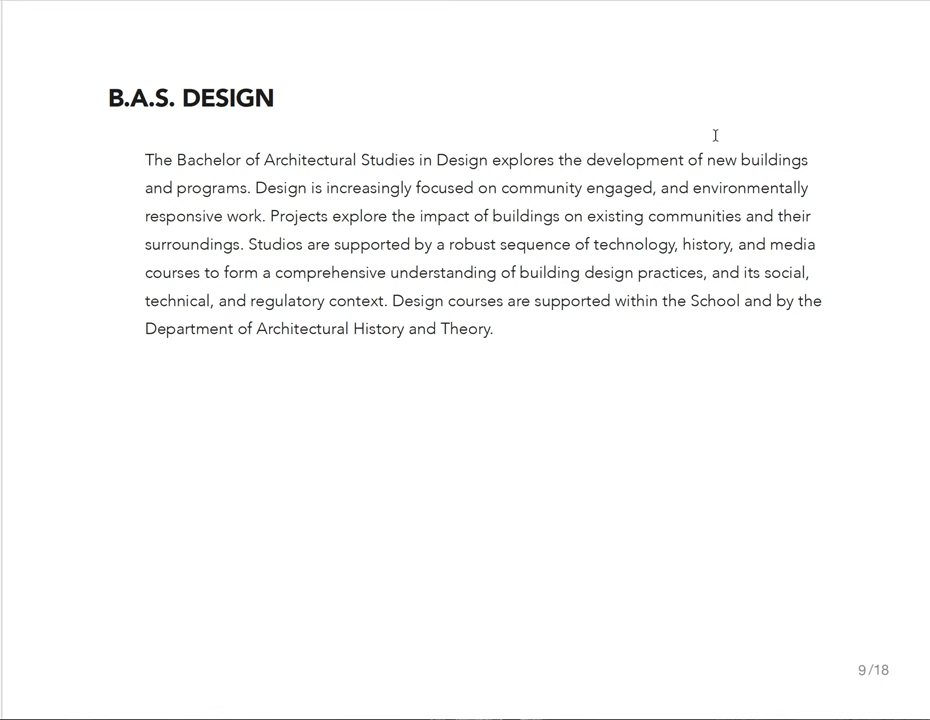 B.A.S. DESIGN
The Bachelor of Architectural Studies in Design explores the development of new buildings
and programs. Design is increasingly focused on community engaged, and environmentally
responsive work. Projects explore the impact of buildings on existing communities and their
surroundings. Studios are supported by a robust sequence of technology, history, and media
courses to form a comprehensive understanding of building design practices, and its social,
technical, and regulatory context. Design courses are supported within the School and by the
Department of Architectural History and Theory.
9/18